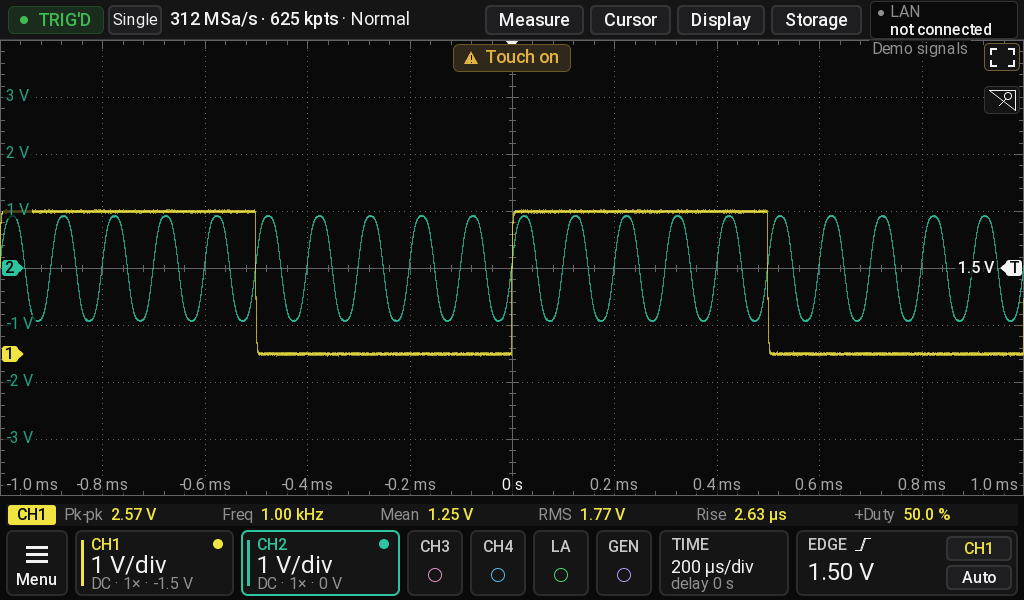 TRIG'D Single 312 MSa/s · 625 kpts · Normal Measure Cursor Display Storage LAN
not connected
Touch on
Demo signals
3 V
2 V
1 V
2
1.5 V T
-1 V
1
-2 V
-3 V
-1.0 ms -0.8 ms -0.6 ms -0.4 ms -0.2 ms 0 s 0.2 ms 0.4 ms 0.6 ms 0.8 ms 1.0 ms
CH1 Pk-pk 2.57 V Freq 1.00 kHz Mean 1.25 V RMS 1.77 V Rise 2.63 µs +Duty 50.0 %
Menu
CH1
1 V/div
DC · 1× · -1.5 V
CH2
1 V/div
DC · 1× · 0 V
CH3
CH4
LA
GEN
TIME
200 µs/div
delay 0 s
EDGE
1.50 V
CH1
Auto